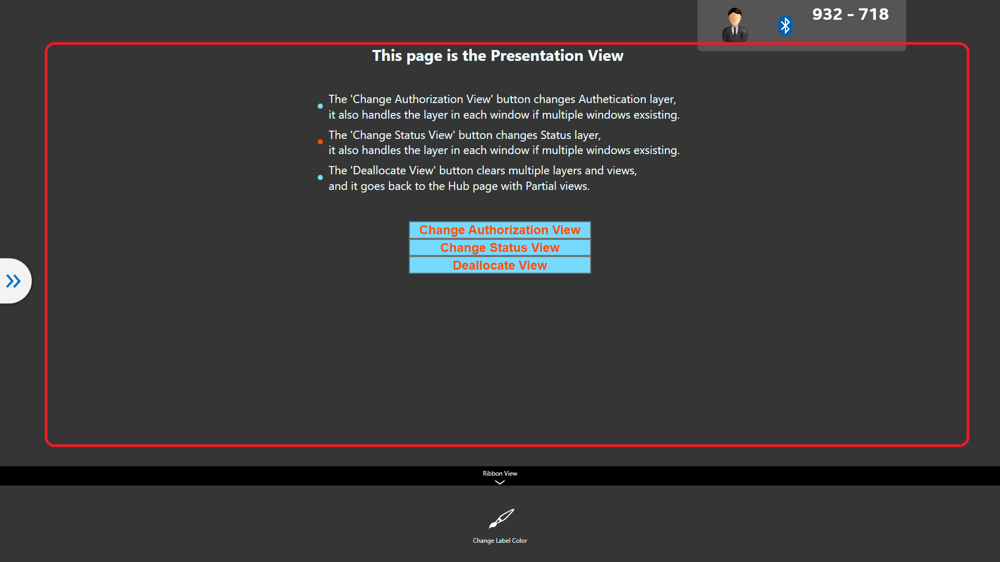 932 - 718
This page is the Presentation View
The 'Change Authorization View' button changes Authetication layer,
it also handles the layer in each window if multiple windows exsisting.
The 'Change Status View' button changes Status layer,
it also handles the layer in each window if multiple windows exsisting.
The 'Deallocate View' button clears multiple layers and views,
and it goes back to the Hub page with Partial views.
Change Authorization View
Change Status View
Deallocate View
Ribbon View
Change Label Color